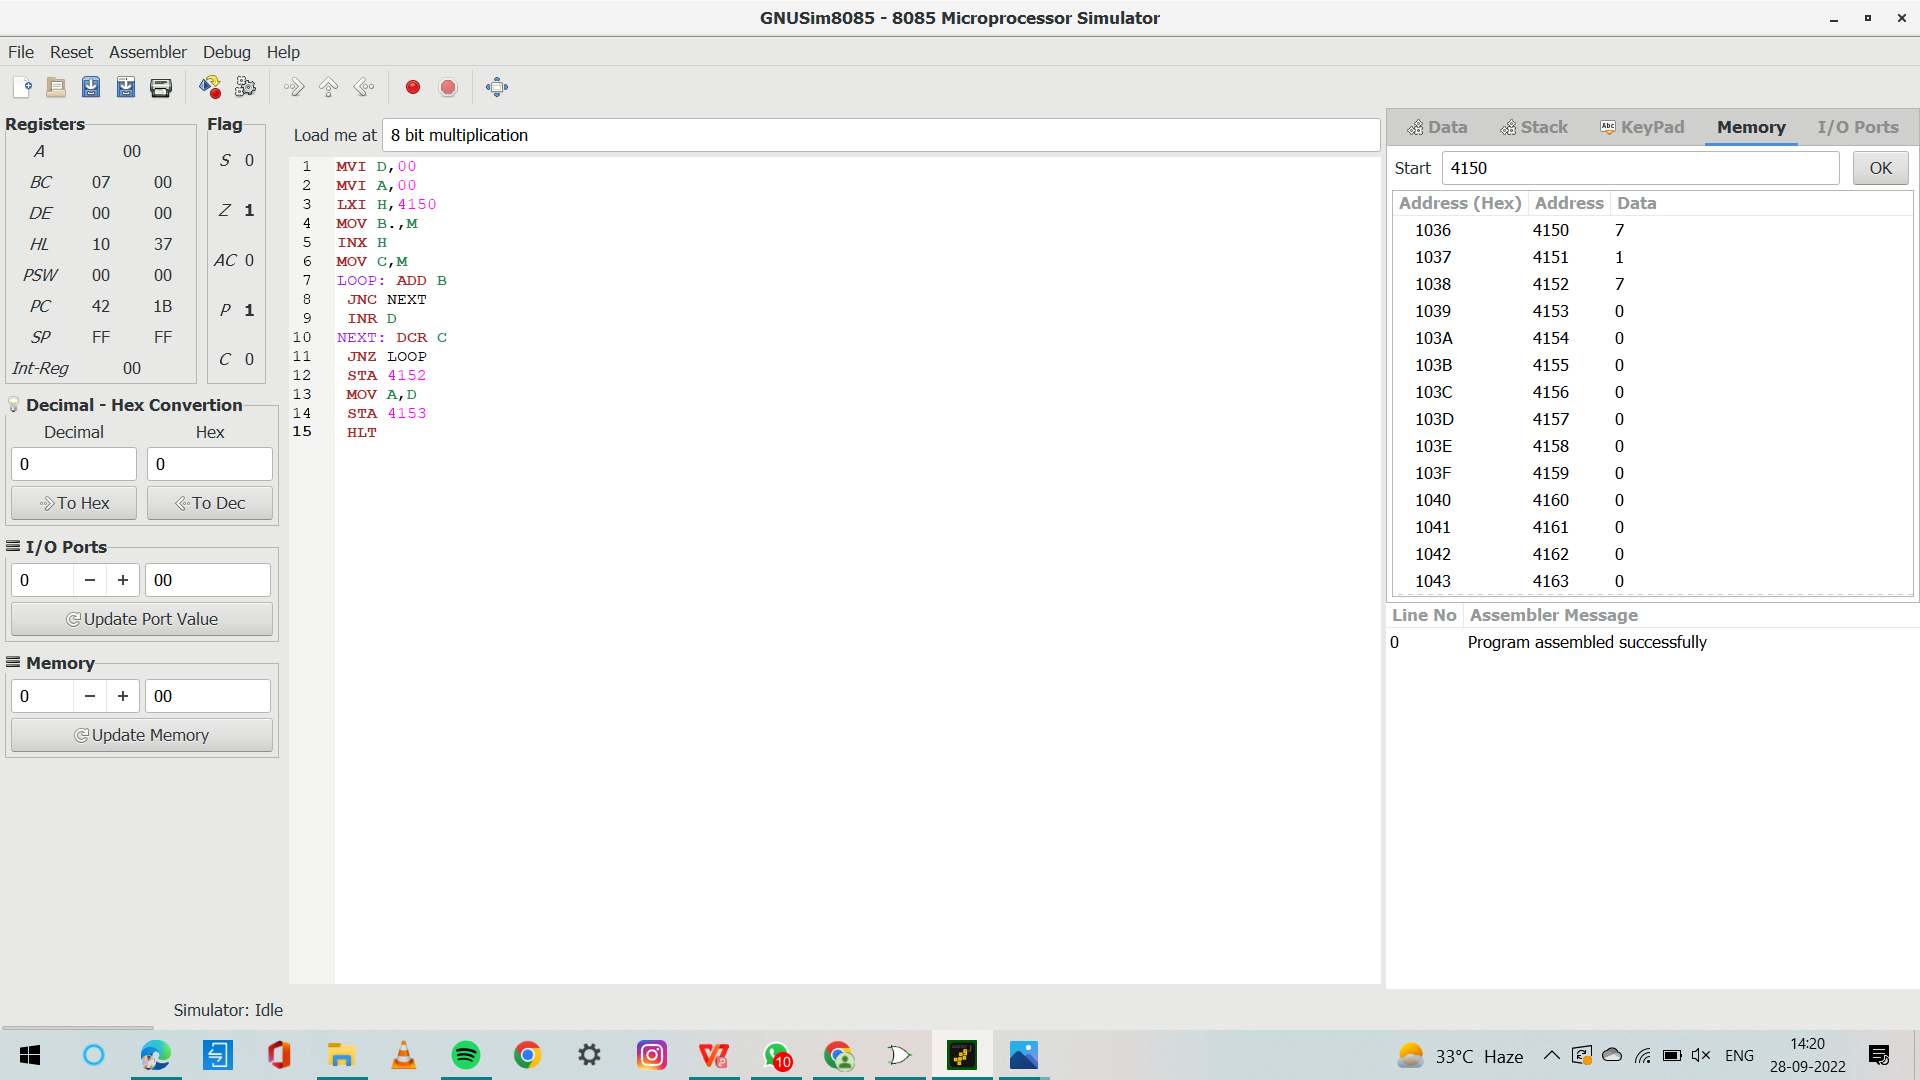 GNUSim8085 - 8085 Microprocessor Simulator
File Reset Assembler Debug Help
Registers
A 00
BC 07 00
DE 00 00
HL 10 37
PSW 00 00
PC 42 1B
SP FF FF
Int-Reg 00
Flag
S 0
Z 1
AC 0
P 1
C 0
Decimal - Hex Convertion
Decimal Hex
0 0
To Hex To Dec
I/O Ports
0 − + 00
Update Port Value
Memory
0 − + 00
Update Memory
Load me at 8 bit multiplication
1 MVI D,00
2 MVI A,00
3 LXI H,4150
4 MOV B.,M
5 INX H
6 MOV C,M
7 LOOP: ADD B
8 JNC NEXT
9 INR D
10 NEXT: DCR C
11 JNZ LOOP
12 STA 4152
13 MOV A,D
14 STA 4153
15 HLT
Data Stack Abc KeyPad Memory I/O Ports
Start 4150 OK
Address (Hex) Address Data
1036 4150 7
1037 4151 1
1038 4152 7
1039 4153 0
103A 4154 0
103B 4155 0
103C 4156 0
103D 4157 0
103E 4158 0
103F 4159 0
1040 4160 0
1041 4161 0
1042 4162 0
1043 4163 0
Line No Assembler Message
0 Program assembled successfully
Simulator: Idle
10
33°C Haze
ENG
14:20
28-09-2022